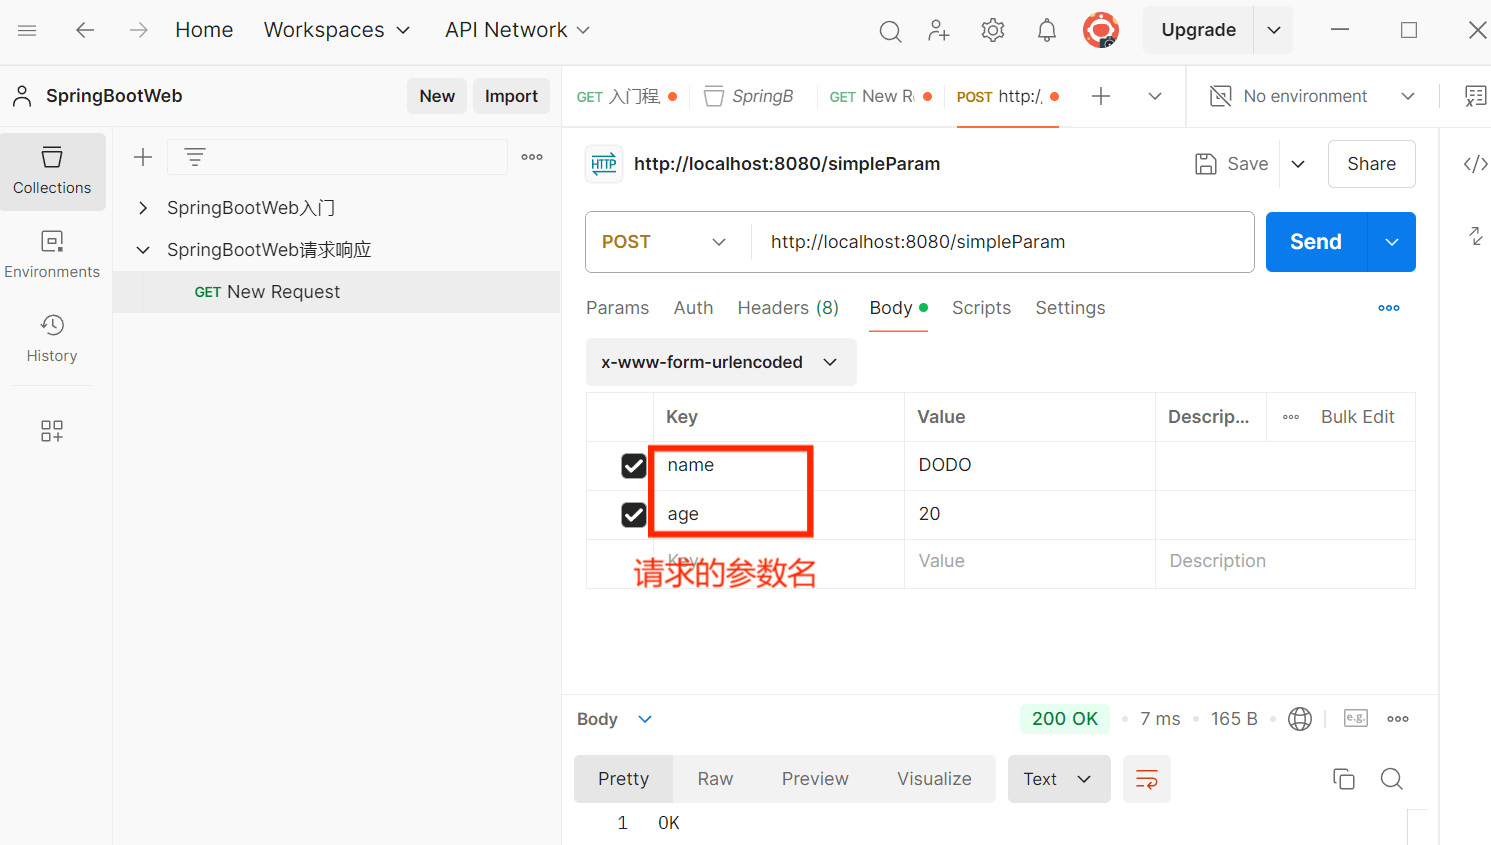 Home Workspaces API Network Upgrade
SpringBootWeb New Import GET 入门程 SpringB GET New R POST http:/ No environment
Collections
Environments
History
SpringBootWeb入门
SpringBootWeb请求响应
GET New Request
HTTP http://localhost:8080/simpleParam Save Share
POST http://localhost:8080/simpleParam Send
Params Auth Headers (8) Body Scripts Settings
x-www-form-urlencoded
Key Value Descrip... Bulk Edit
name DODO
age 20
Key Value Description
请求的参数名
Body 200 OK 7 ms 165 B e.g.
Pretty Raw Preview Visualize Text
1 OK